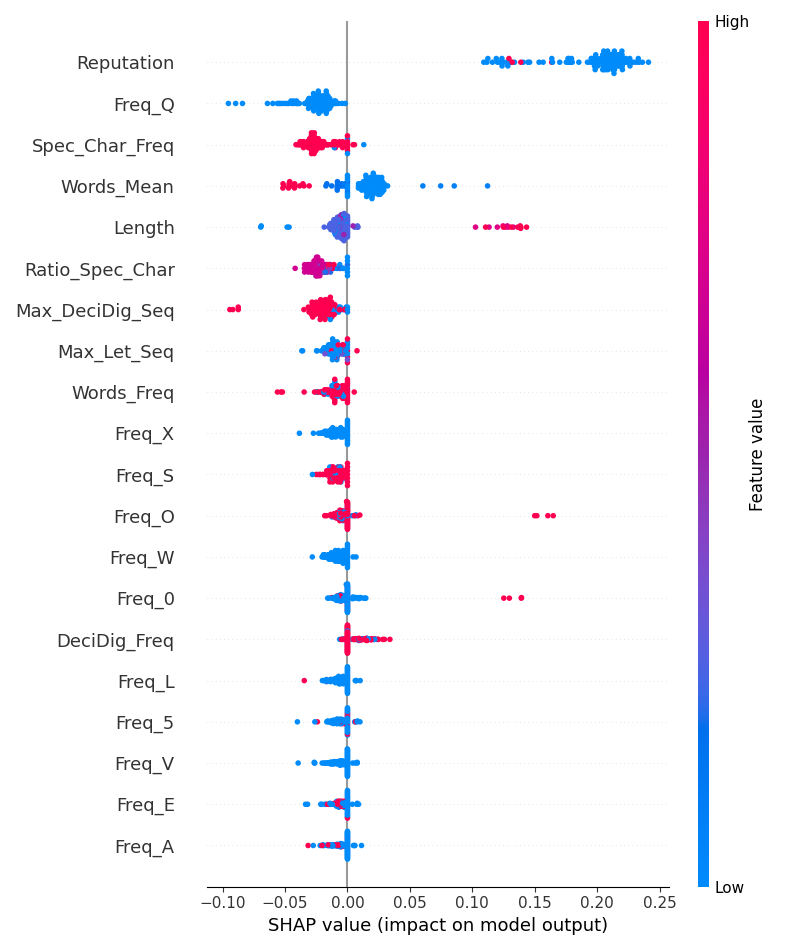 High
Reputation
Freq_Q
Spec_Char_Freq
Words_Mean
Length
Ratio_Spec_Char
Max_DeciDig_Seq
Max_Let_Seq
Words_Freq
Freq_X
Freq_S
Freq_O
Freq_W
Freq_0
DeciDig_Freq
Freq_L
Freq_5
Freq_V
Freq_E
Freq_A
Feature value
Low
−0.10 −0.05 0.00 0.05 0.10 0.15 0.20 0.25
SHAP value (impact on model output)